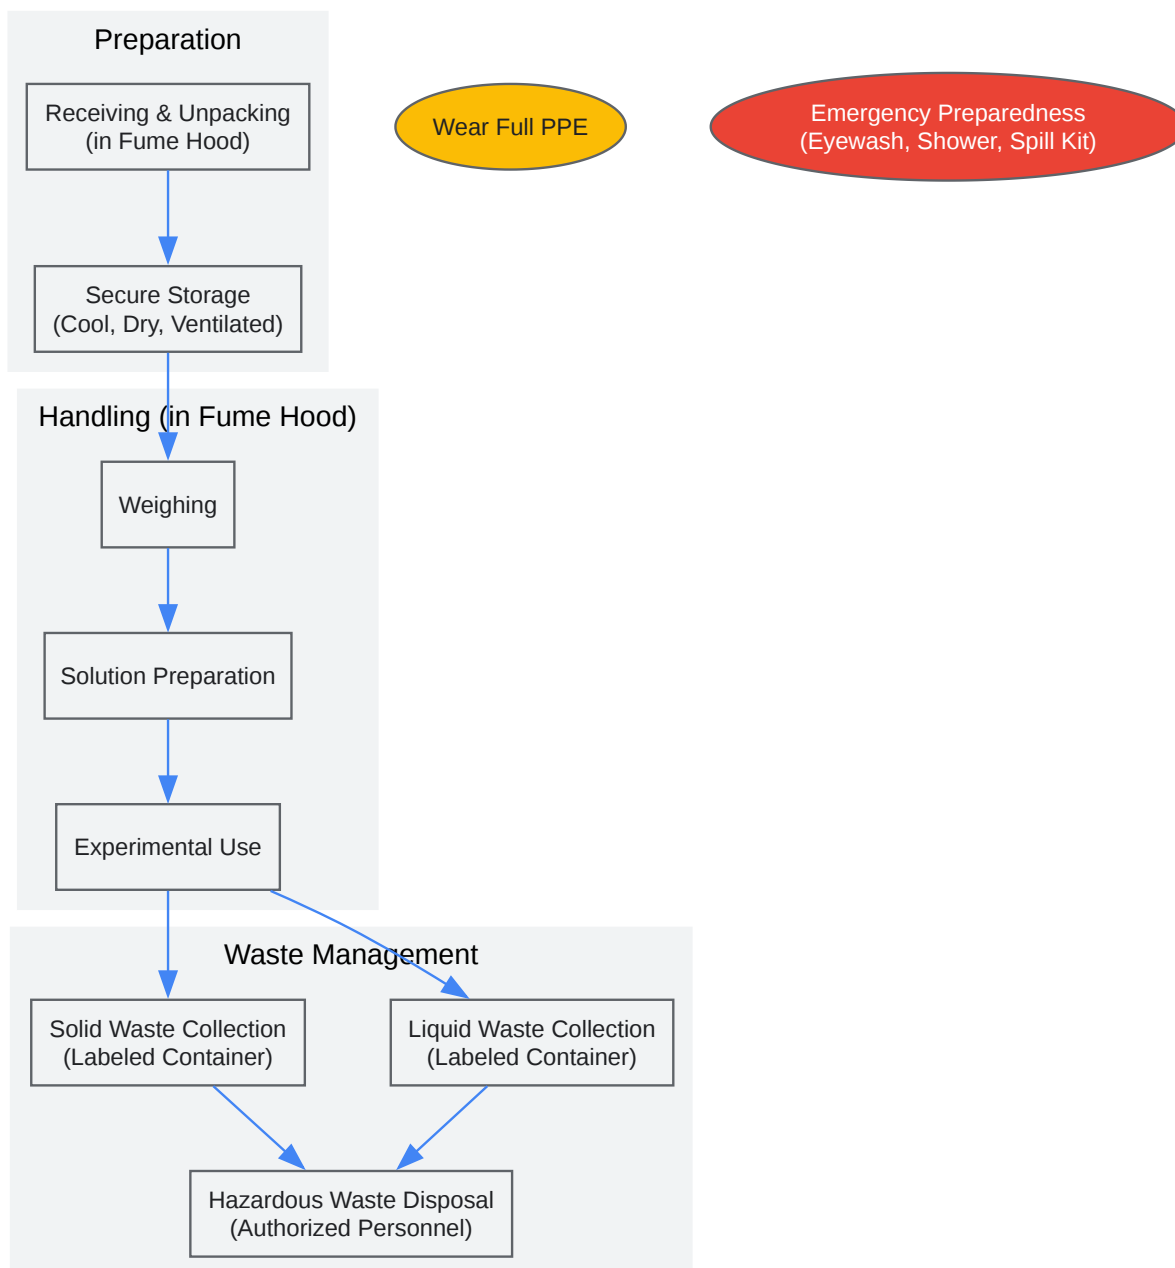 Preparation
Receiving & Unpacking
(in Fume Hood)
Wear Full PPE
Emergency Preparedness
(Eyewash, Shower, Spill Kit)
Secure Storage
(Cool, Dry, Ventilated)
Handling (in Fume Hood)
Weighing
Solution Preparation
Experimental Use
Waste Management
Solid Waste Collection
(Labeled Container)
Liquid Waste Collection
(Labeled Container)
Hazardous Waste Disposal
(Authorized Personnel)